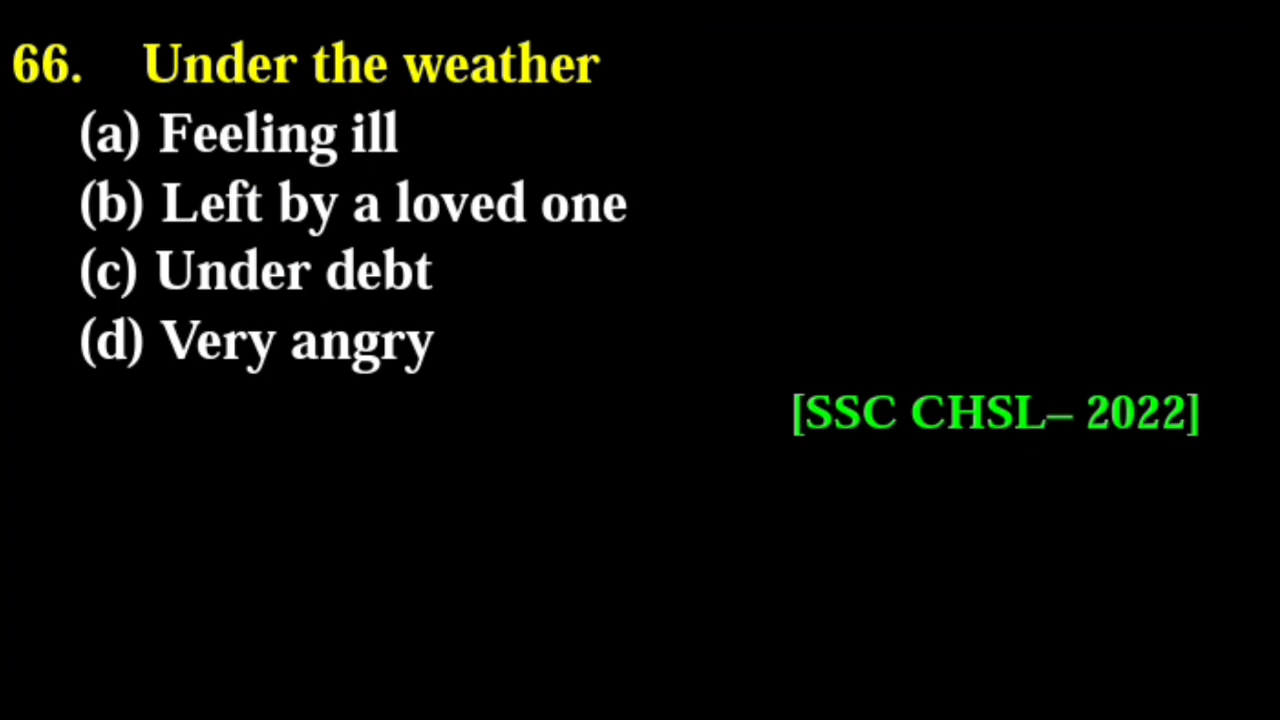 66. Under the weather
(a) Feeling ill
(b) Left by a loved one
(c) Under debt
(d) Very angry
[SSC CHSL– 2022]